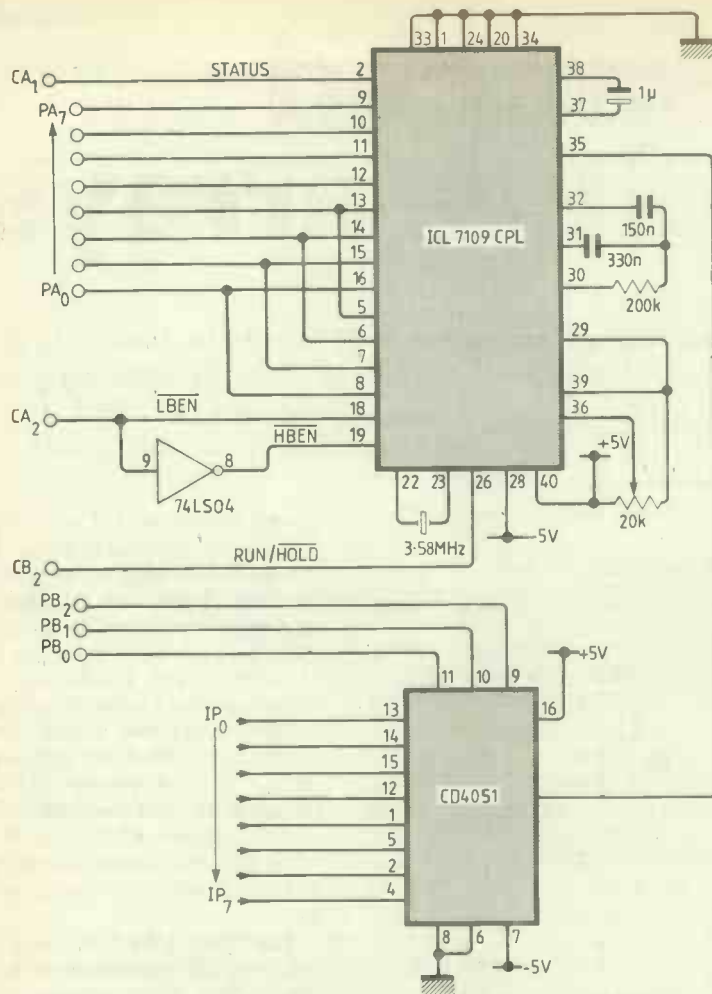 33 1 24 20 34
CA1 STATUS 2
PA7 9
10
11
12
13
14
15
PA0 16
5
6
7
8
CA2 LBEN 18
HBEN 19
9 8
74LS04
ICL 7109 CPL
38
37
1µ
35
32
150n
31
330n
30
200k
29
39
36
+5V
20k
22 23 26 28 40
3·58MHz
-5V
CB2 RUN/HOLD
PB2
PB1
PB0
11 10 9
+5V
16
IP0 13
14
15
12
1
5
2
IP7 4
CD4051
8 6 7
-5V